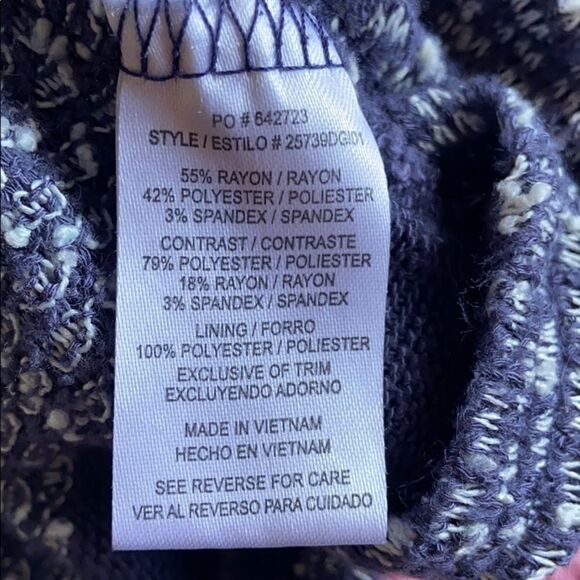 PO # 642723
STYLE / ESTILO # 25739DGI01
55% RAYON / RAYON
42% POLYESTER / POLIESTER
3% SPANDEX / SPANDEX
CONTRAST / CONTRASTE
79% POLYESTER / POLIESTER
18% RAYON / RAYON
3% SPANDEX / SPANDEX
LINING / FORRO
100% POLYESTER / POLIESTER
EXCLUSIVE OF TRIM
EXCLUYENDO ADORNO
MADE IN VIETNAM
HECHO EN VIETNAM
SEE REVERSE FOR CARE
VER AL REVERSO PARA CUIDADO